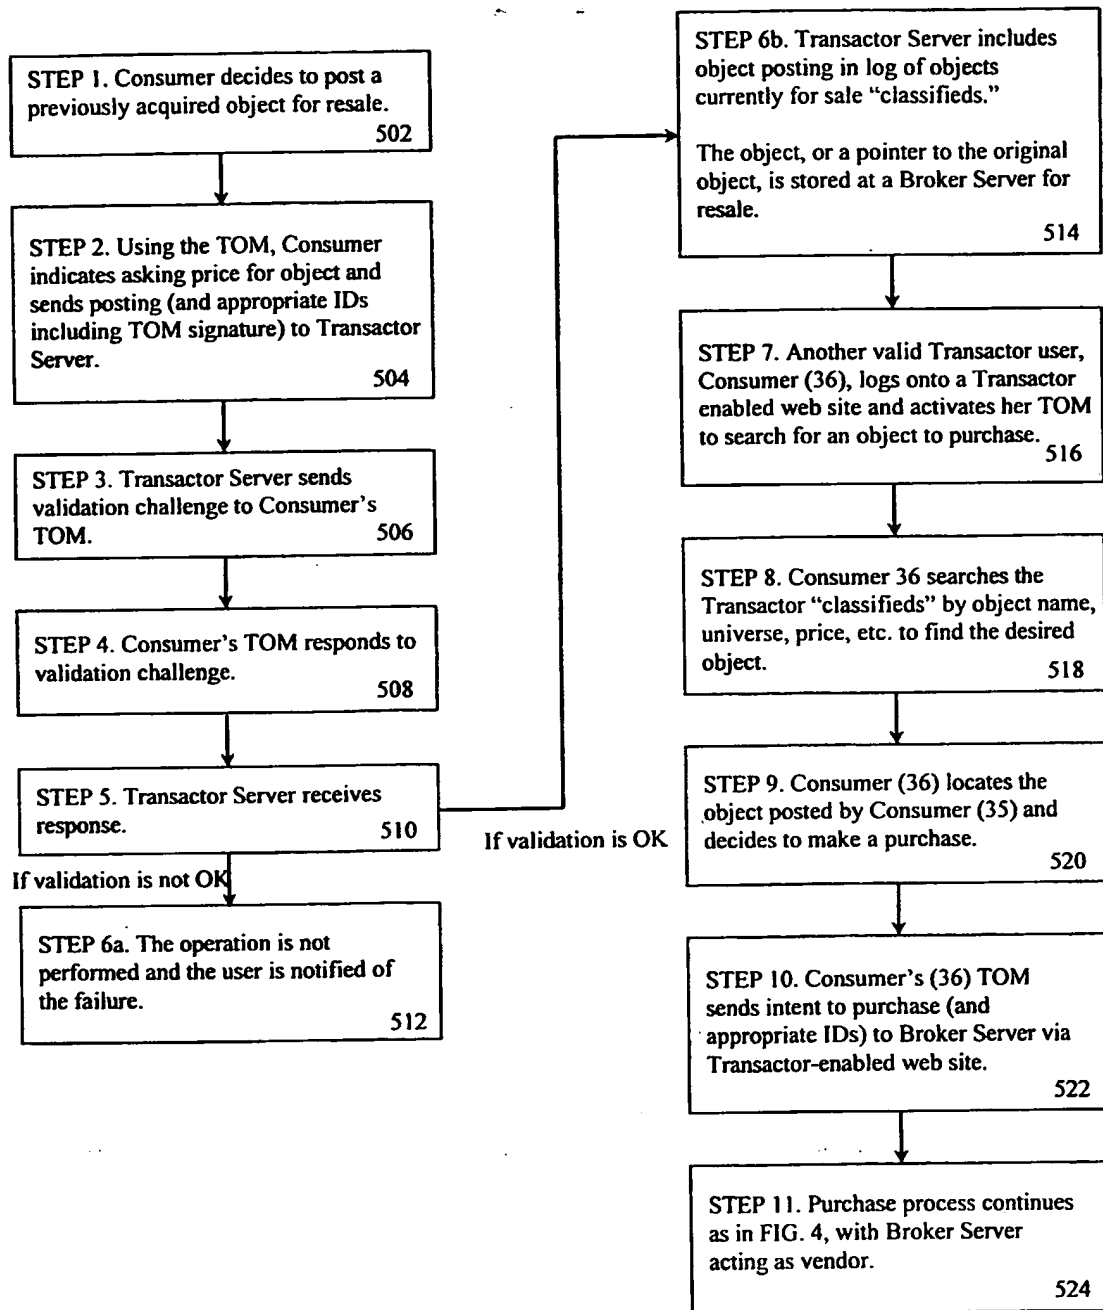 STEP 1. Consumer decides to post a
previously acquired object for resale.
502
STEP 2. Using the TOM, Consumer
indicates asking price for object and
sends posting (and appropriate IDs
including TOM signature) to Transactor
Server.
504
STEP 3. Transactor Server sends
validation challenge to Consumer's
TOM.
506
STEP 4. Consumer's TOM responds to
validation challenge.
508
STEP 5. Transactor Server receives
response.
510
If validation is not OK
STEP 6a. The operation is not
performed and the user is notified of
the failure.
512
If validation is OK
STEP 6b. Transactor Server includes
object posting in log of objects
currently for sale “classifieds.”
The object, or a pointer to the original
object, is stored at a Broker Server for
resale.
514
STEP 7. Another valid Transactor user,
Consumer (36), logs onto a Transactor
enabled web site and activates her TOM
to search for an object to purchase.
516
STEP 8. Consumer 36 searches the
Transactor “classifieds” by object name,
universe, price, etc. to find the desired
object.
518
STEP 9. Consumer (36) locates the
object posted by Consumer (35) and
decides to make a purchase.
520
STEP 10. Consumer's (36) TOM
sends intent to purchase (and
appropriate IDs) to Broker Server via
Transactor-enabled web site.
522
STEP 11. Purchase process continues
as in FIG. 4, with Broker Server
acting as vendor.
524